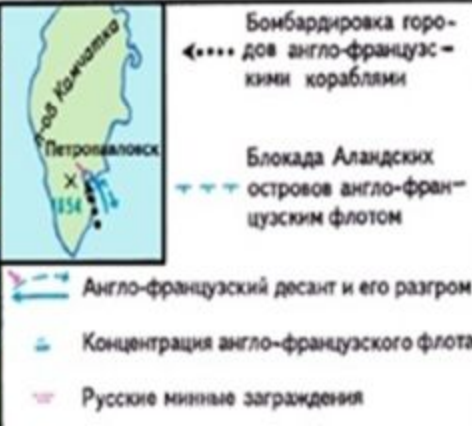 п-ов Камчатка
Петропавловск
1854
Бомбардировка горо-
дов англо-французс-
кими кораблями
Блокада Аландских
островов англо-фран-
цузским флотом
Англо-французский десант и его разгром
Концентрация англо-французского флота
Русские минные заграждения